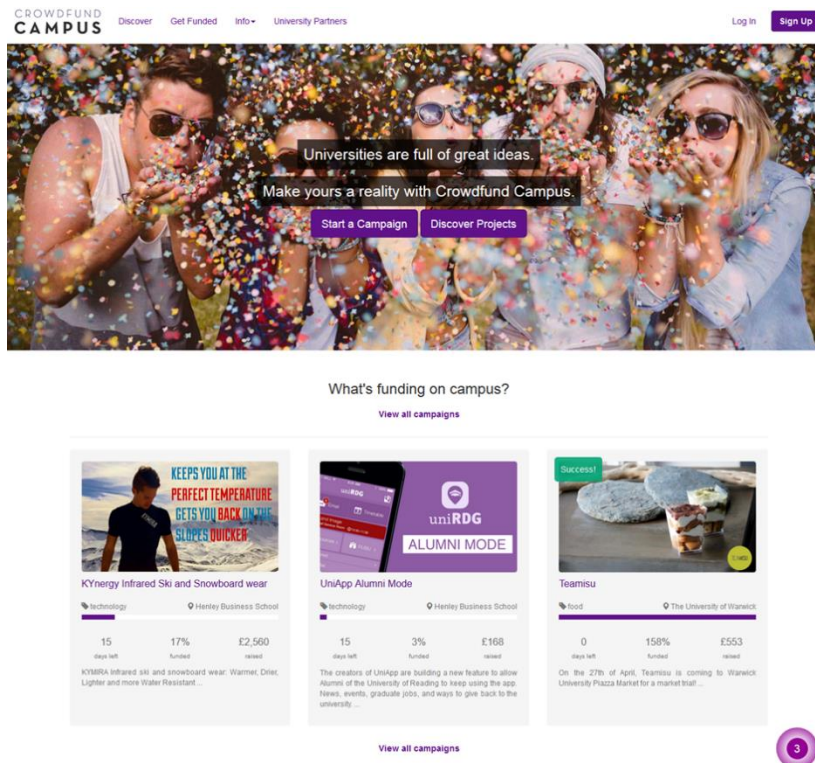 CROWDFUND
CAMPUS
Discover
Get Funded
Info
University Partners
Log In
Sign Up
Universities are full of great ideas.
Make yours a reality with Crowdfund Campus.
Start a Campaign
Discover Projects
What's funding on campus?
View all campaigns
KEEPS YOU AT THE
PERFECT TEMPERATURE
GETS YOU BACK ON THE
SLOPES QUICKER
KYnergy Infrared Ski and Snowboard wear
technology
Henley Business School
15
17%
£2,560
days left
funded
raised
KYMIRA Infrared ski and snowboard wear: Warmer, Drier,
Lighter and more Water Resistant...
uniRDG
Email
Timetable
uniRDG
ALUMNI MODE
UniApp Alumni Mode
technology
Henley Business School
15
3%
£168
days left
funded
raised
The creators of UniApp are building a new feature to allow
Alumni of the University of Reading to keep using the app.
News, events, graduate jobs, and ways to give back to the
university. ...
Success!
Teamisu
food
The University of Warwick
0
158%
£553
days left
funded
raised
On the 27th of April, Teamisu is coming to Warwick
University Piazza Market for a market trial! ...
View all campaigns
3